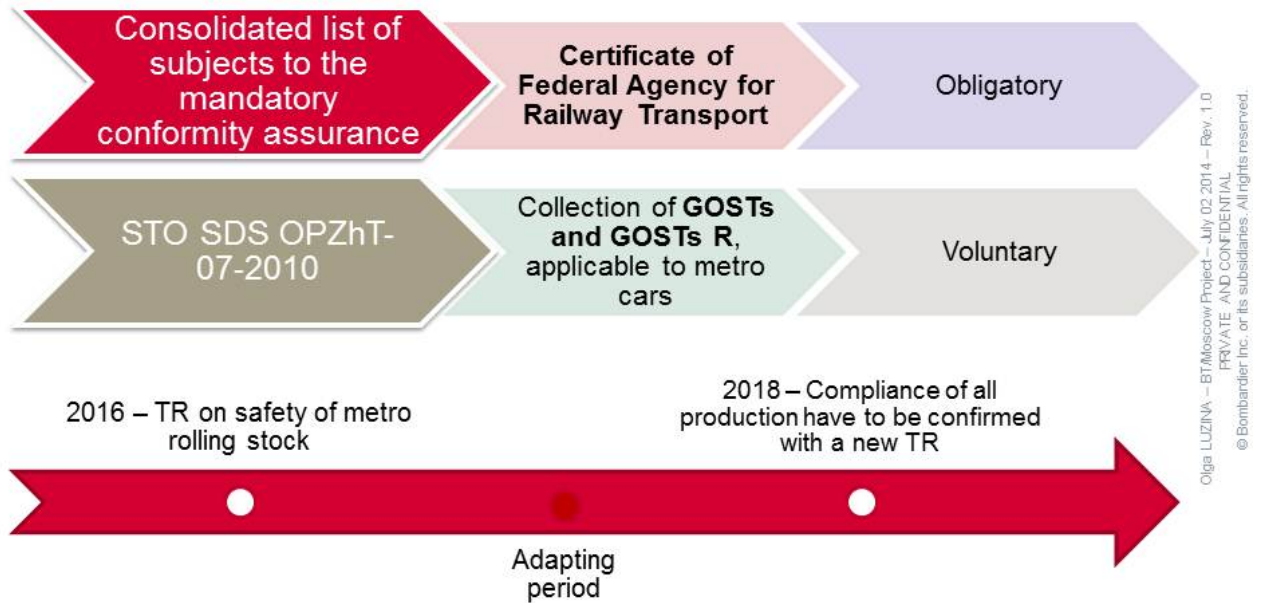 Consolidated list of
subjects to the
mandatory
conformity assurance
Certificate of
Federal Agency for
Railway Transport
Obligatory
STO SDS OPZhT-
07-2010
Collection of GOSTs
and GOSTs R,
applicable to metro
cars
Voluntary
2016 – TR on safety of metro
rolling stock
2018 – Compliance of all
production have to be confirmed
with a new TR
Adapting
period
Olga LUZINA – BT/Moscow Project – July 02 2014 – Rev. 1.0
PRIVATE AND CONFIDENTIAL
© Bombardier Inc. or its subsidiaries. All rights reserved.